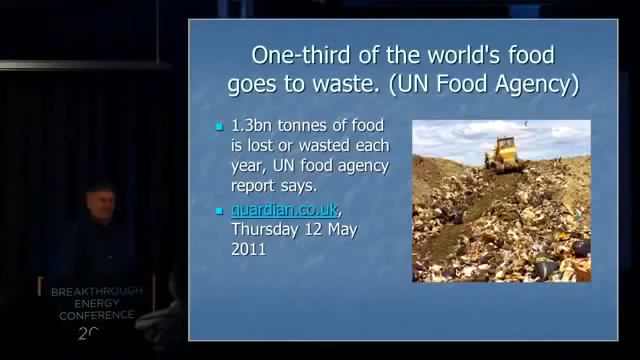 One-third of the world's food
goes to waste. (UN Food Agency)
1.3bn tonnes of food
is lost or wasted each
year, UN food agency
report says.
guardian.co.uk,
Thursday 12 May
2011
BREAKTHROUGH
ENERGY
CONFERENCE